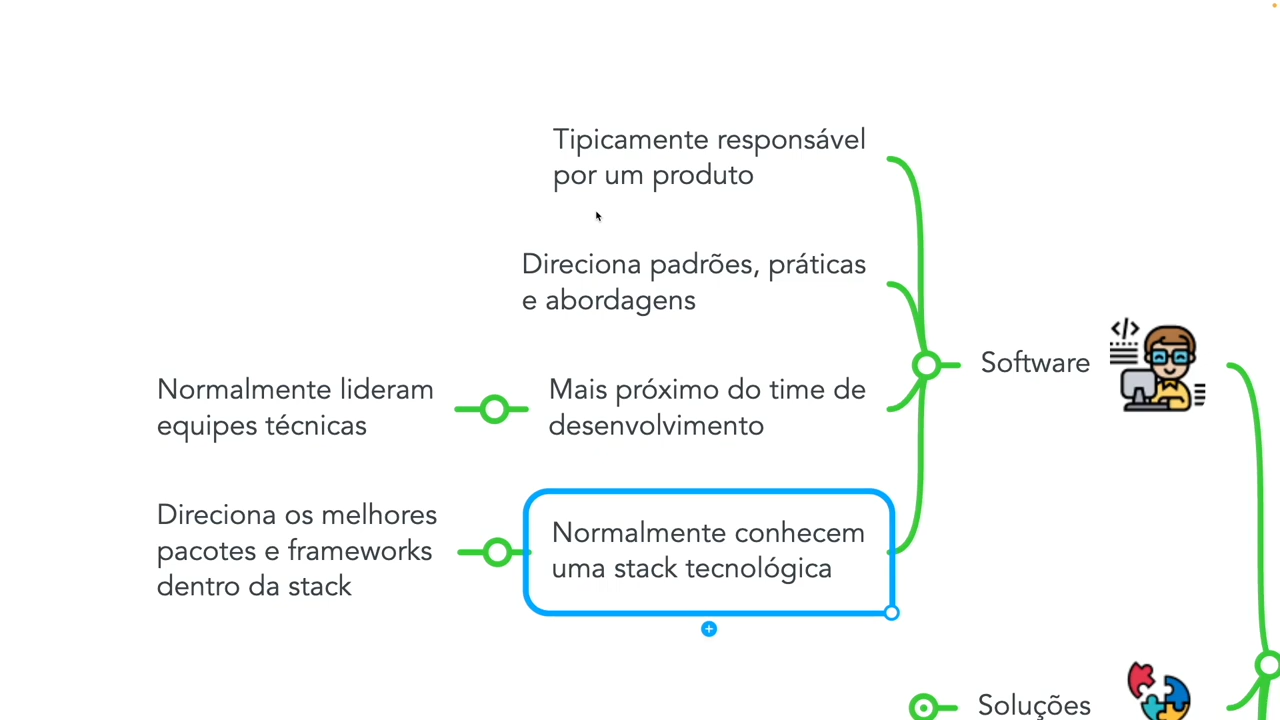 Tipicamente responsável
por um produto
Direciona padrões, práticas
e abordagens
Normalmente lideram
equipes técnicas
Mais próximo do time de
desenvolvimento
Software
Direciona os melhores
pacotes e frameworks
dentro da stack
Normalmente conhecem
uma stack tecnológica
Soluções